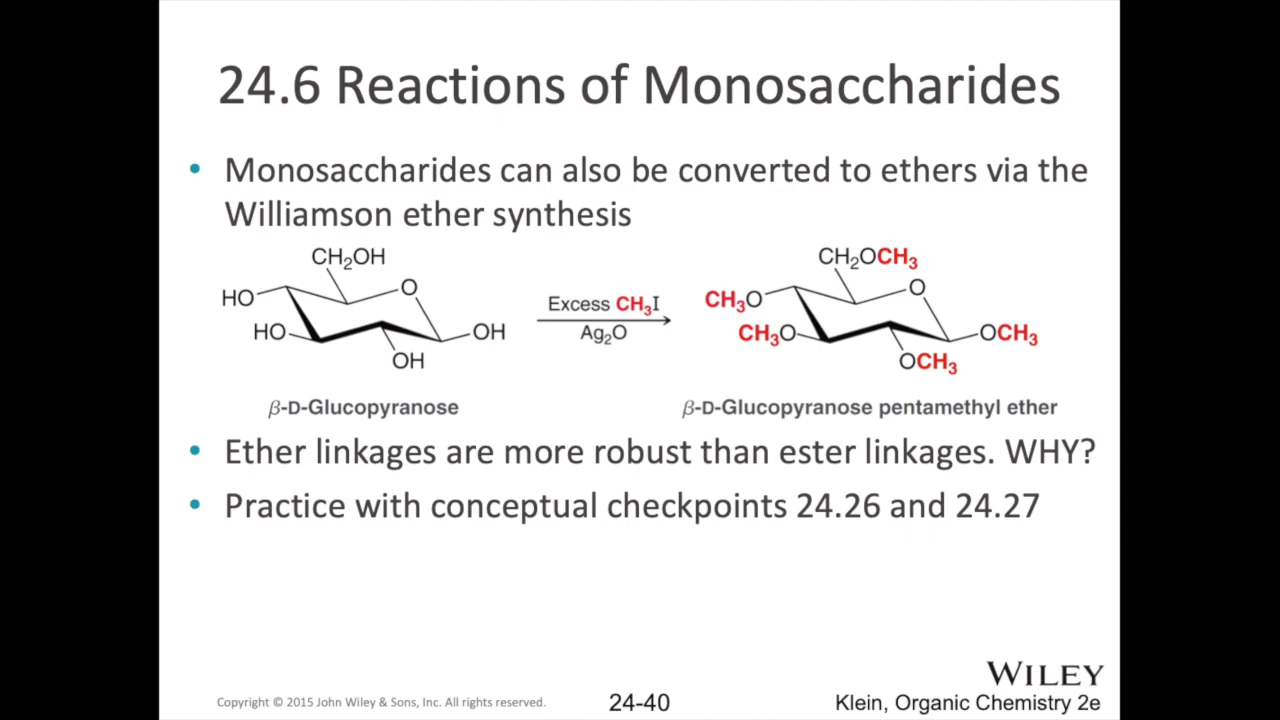 24.6 Reactions of Monosaccharides
• Monosaccharides can also be converted to ethers via the
Williamson ether synthesis
CH₂OH
HO
O
HO
OH
OH
Excess CH₃I
Ag₂O
CH₂OCH₃
CH₃O
O
CH₃O
OCH₃
OCH₃
β-D-Glucopyranose
β-D-Glucopyranose pentamethyl ether
• Ether linkages are more robust than ester linkages. WHY?
• Practice with conceptual checkpoints 24.26 and 24.27
WILEY
Copyright © 2015 John Wiley & Sons, Inc. All rights reserved.
24-40
Klein, Organic Chemistry 2e